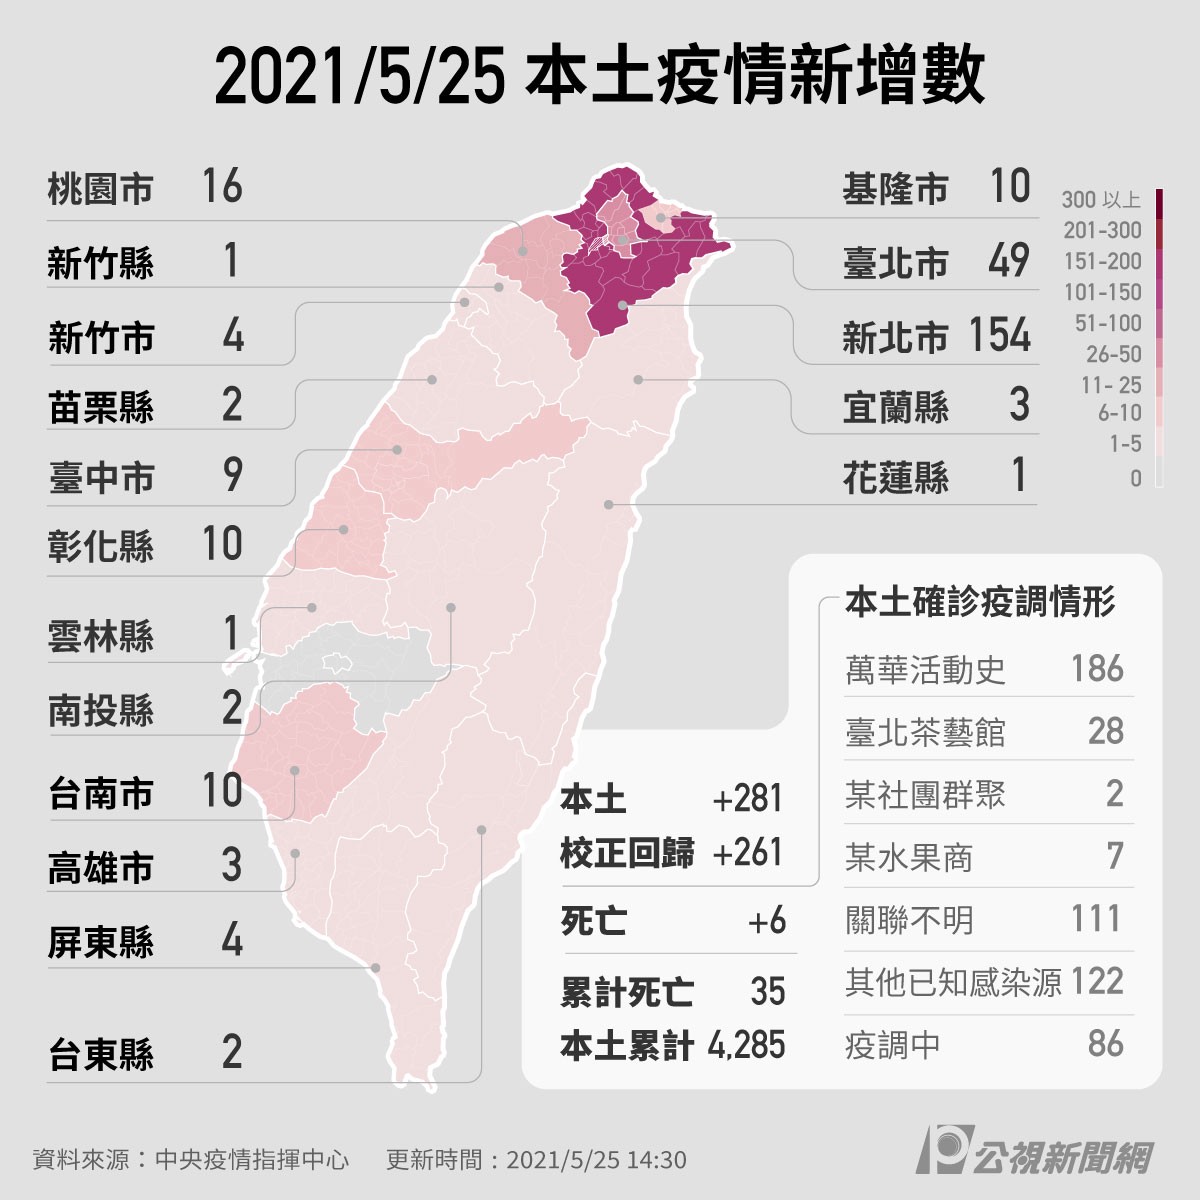 2021/5/25 本土疫情新增數
桃園市 16
新竹縣 1
新竹市 4
苗栗縣 2
臺中市 9
彰化縣 10
雲林縣 1
南投縣 2
台南市 10
高雄市 3
屏東縣 4
台東縣 2
基隆市 10
臺北市 49
新北市 154
宜蘭縣 3
花蓮縣 1
300 以上
201-300
151-200
101-150
51-100
26-50
11- 25
6-10
1-5
0
本土 +281
校正回歸 +261
死亡 +6
累計死亡 35
本土累計 4,285
本土確診疫調情形
萬華活動史 186
臺北茶藝館 28
某社團群聚 2
某水果商 7
關聯不明 111
其他已知感染源 122
疫調中 86
資料來源：中央疫情指揮中心 更新時間：2021/5/25 14:30
公視新聞網